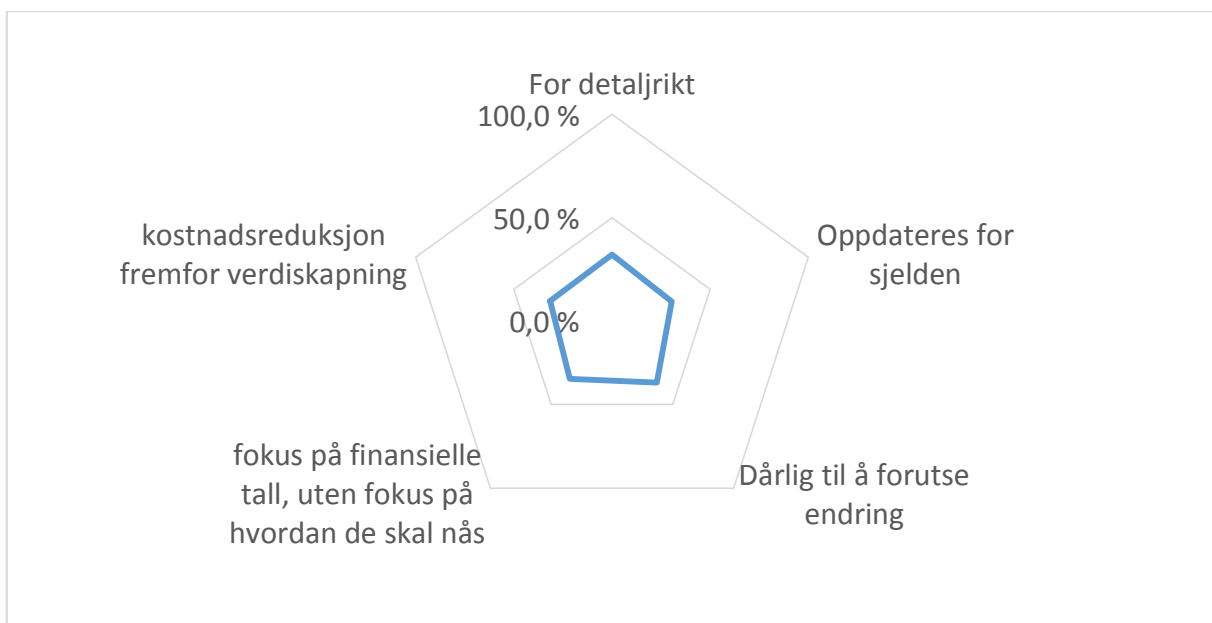 For detaljrikt
100,0 %
50,0 %
0,0 %
Oppdateres for
sjelden
Dårlig til å forutse
endring
fokus på finansielle
tall, uten fokus på
hvordan de skal nås
kostnadsreduksjon
fremfor verdiskapning